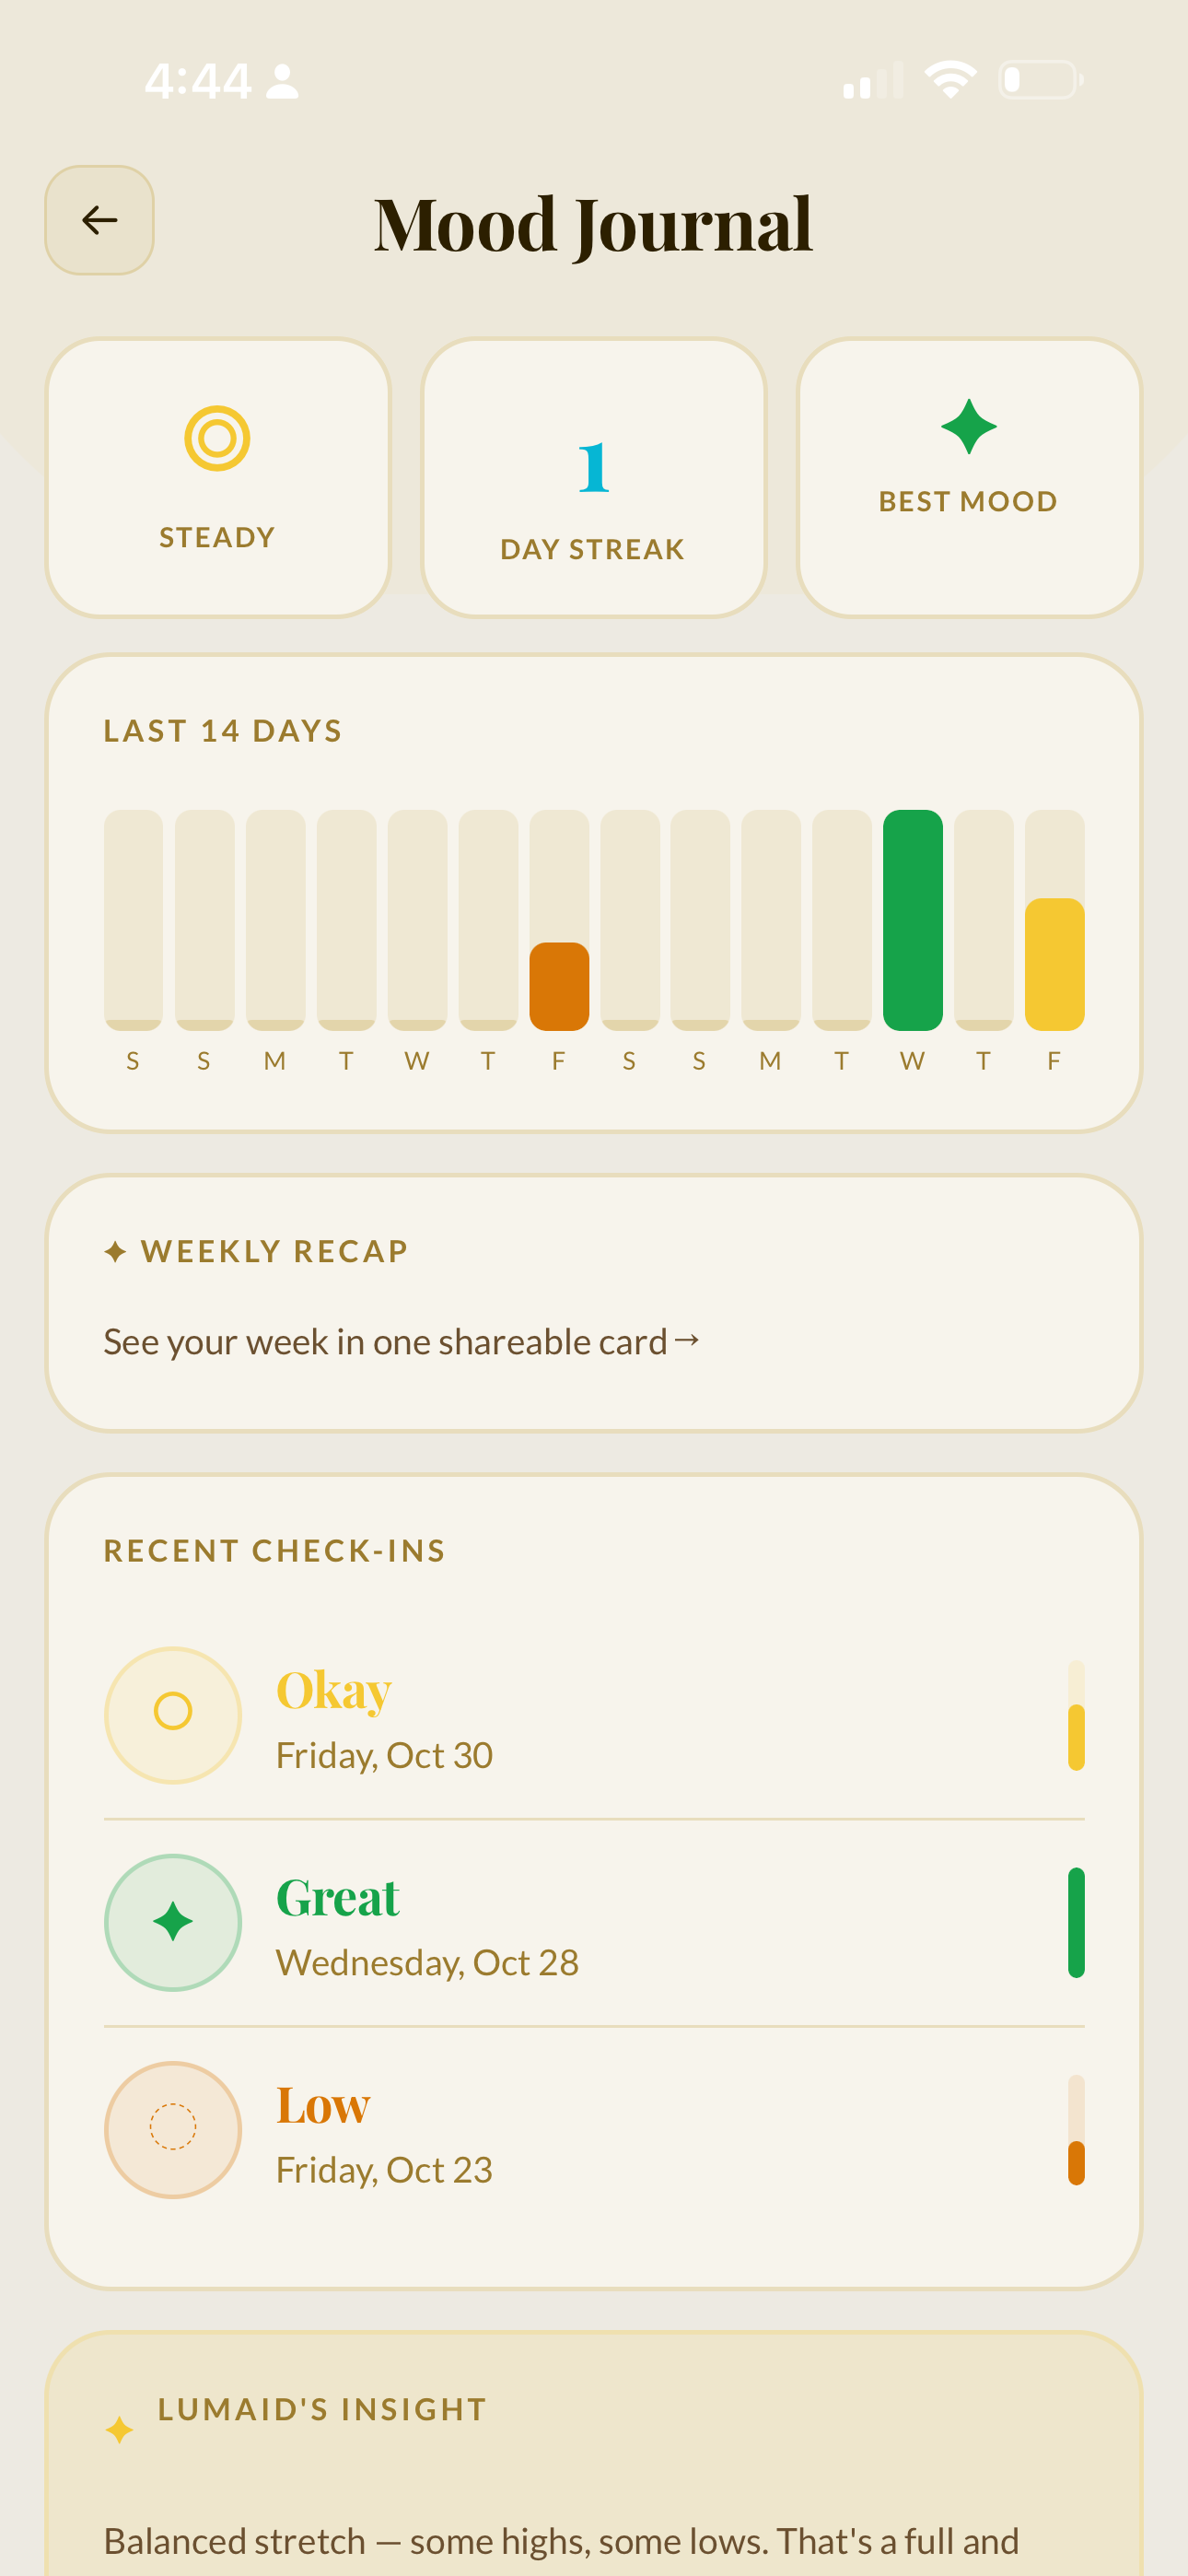 4:44
Mood Journal
STEADY
1
DAY STREAK
BEST MOOD
LAST 14 DAYS
S S M T W T F S S M T W T F
WEEKLY RECAP
See your week in one shareable card →
RECENT CHECK-INS
Okay
Friday, Oct 30
Great
Wednesday, Oct 28
Low
Friday, Oct 23
LUMAID'S INSIGHT
Balanced stretch — some highs, some lows. That's a full and